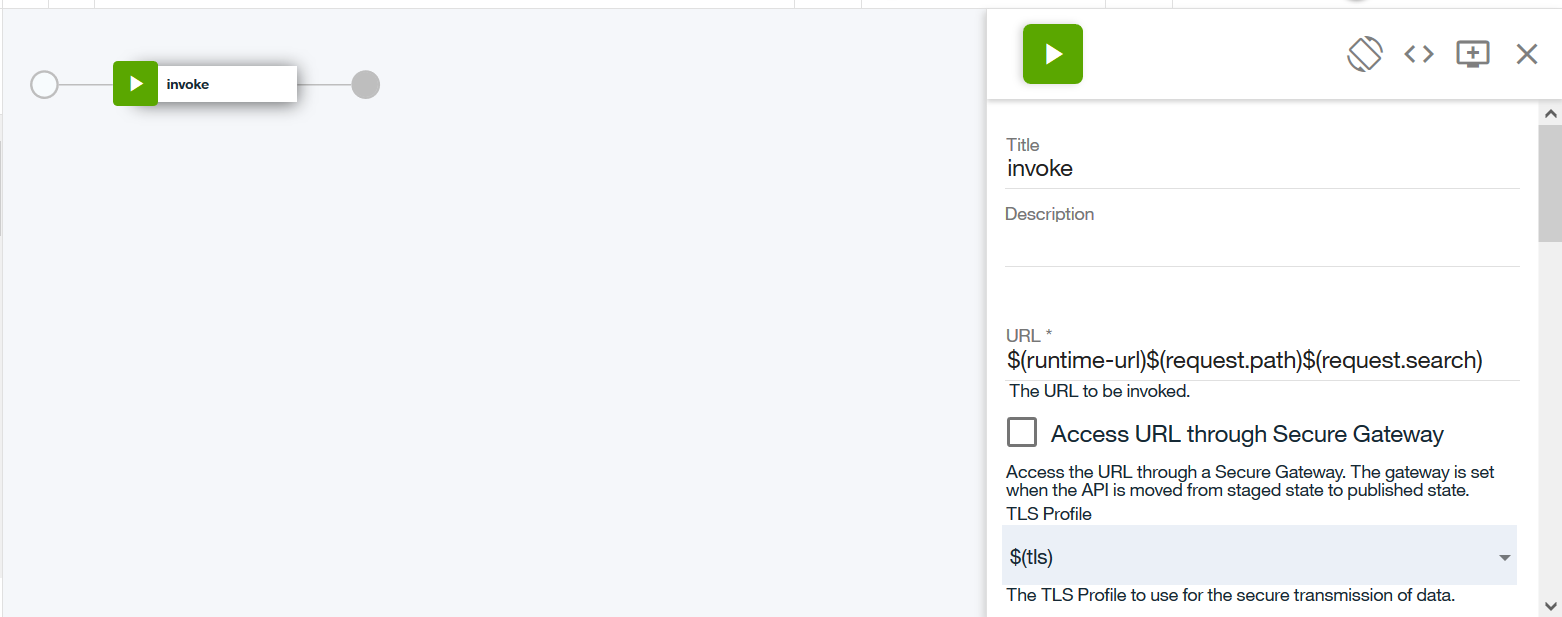 invoke
Title
invoke
Description
URL *
$(runtime-url)$(request.path)$(request.search)
The URL to be invoked.
Access URL through Secure Gateway
Access the URL through a Secure Gateway. The gateway is set
when the API is moved from staged state to published state.
TLS Profile
$(tls)
The TLS Profile to use for the secure transmission of data.